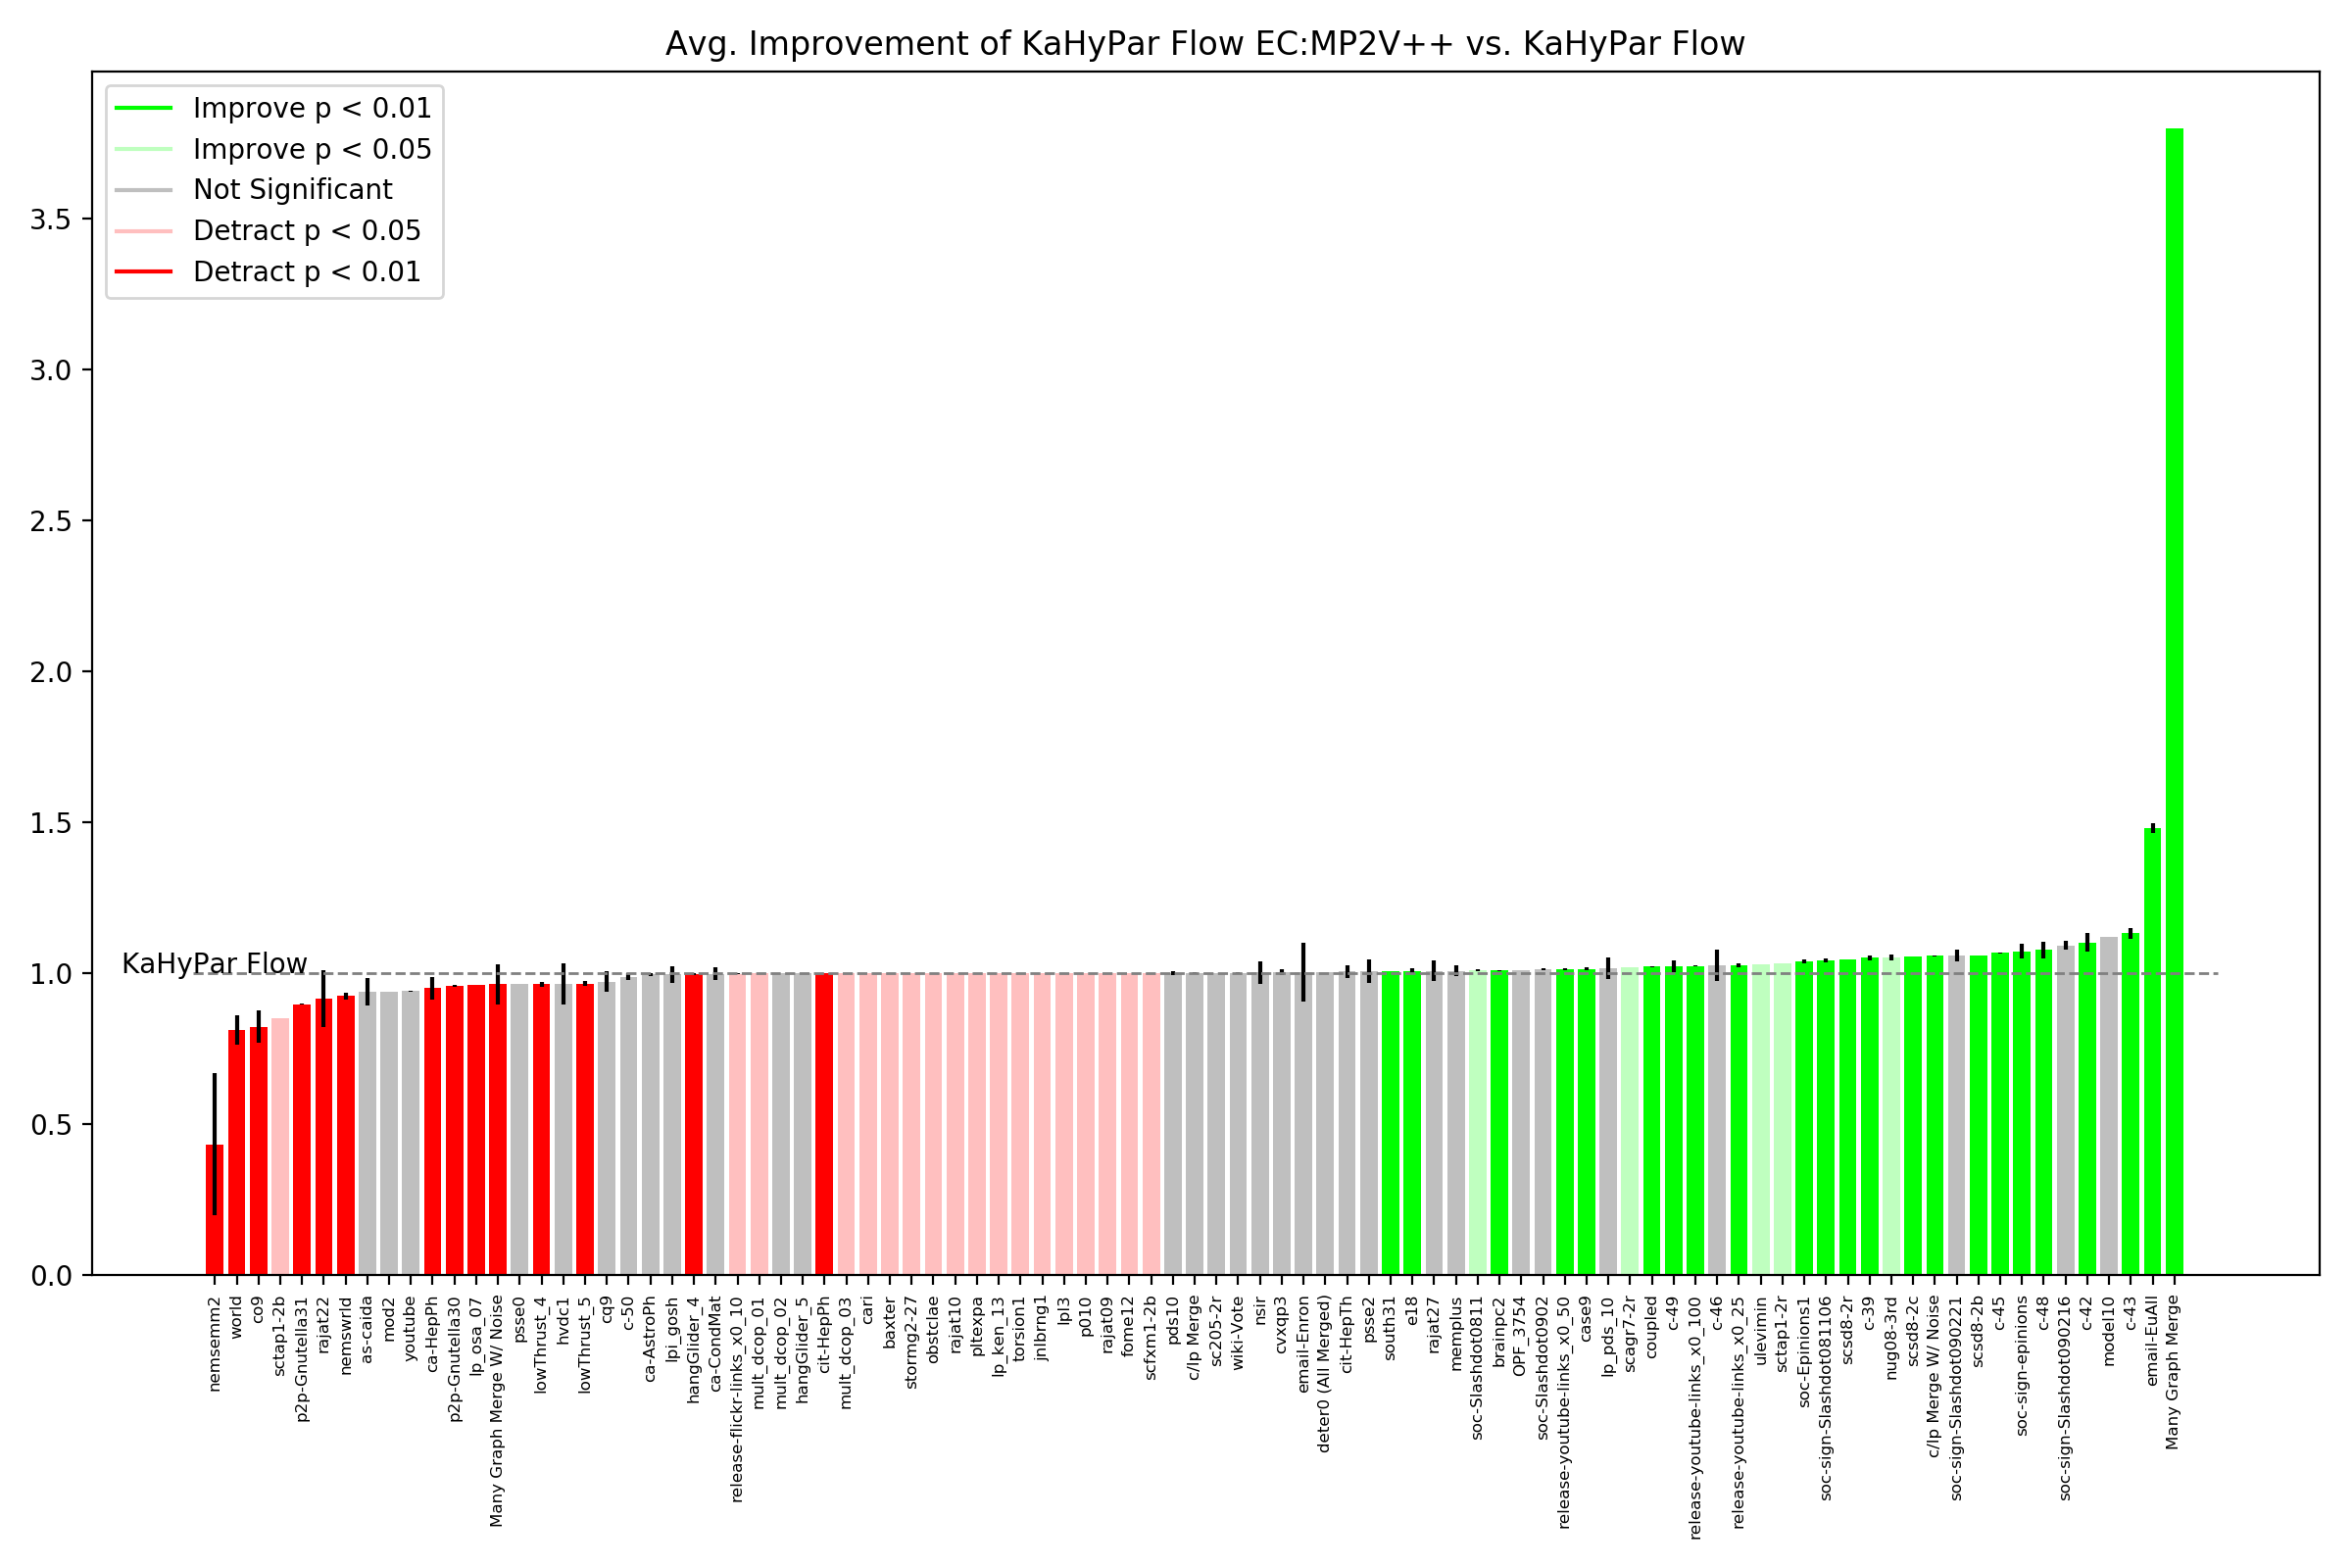 Avg. Improvement of KaHyPar Flow EC:MP2V++ vs. KaHyPar Flow
Improve p < 0.01
Improve p < 0.05
Not Significant
Detract p < 0.05
Detract p < 0.01
3.5
3.0
2.5
2.0
1.5
1.0
0.5
0.0
KaHyPar Flow
nemsemm2
world
co9
sctap1-2b
p2p-Gnutella31
rajat22
nemswrld
as-caida
mod2
youtube
ca-HepPh
p2p-Gnutella30
lp_osa_07
Many Graph Merge W/ Noise
psse0
lowThrust_4
hvdc1
lowThrust_5
cq9
c-50
ca-AstroPh
lpi_gosh
hangGlider_4
ca-CondMat
release-flickr-links_x0_10
mult_dcop_01
mult_dcop_02
hangGlider_5
cit-HepPh
mult_dcop_03
cari
baxter
stormg2-27
obstclae
rajat10
pltexpa
lp_ken_13
torsion1
jnlbrng1
lpl3
p010
rajat09
fome12
scfxm1-2b
pds10
c/lp Merge
sc205-2r
wiki-Vote
nsir
cvxqp3
email-Enron
deter0 (All Merged)
cit-HepTh
psse2
south31
e18
rajat27
memplus
soc-Slashdot0811
brainpc2
OPF_3754
soc-Slashdot0902
release-youtube-links_x0_50
case9
lp_pds_10
scagr7-2r
coupled
c-49
release-youtube-links_x0_100
c-46
release-youtube-links_x0_25
ulevimin
sctap1-2r
soc-Epinions1
soc-sign-Slashdot081106
scsd8-2r
c-39
nug08-3rd
scsd8-2c
c/lp Merge W/ Noise
soc-sign-Slashdot090221
scsd8-2b
c-45
soc-sign-epinions
c-48
soc-sign-Slashdot090216
c-42
model10
c-43
email-EuAll
Many Graph Merge